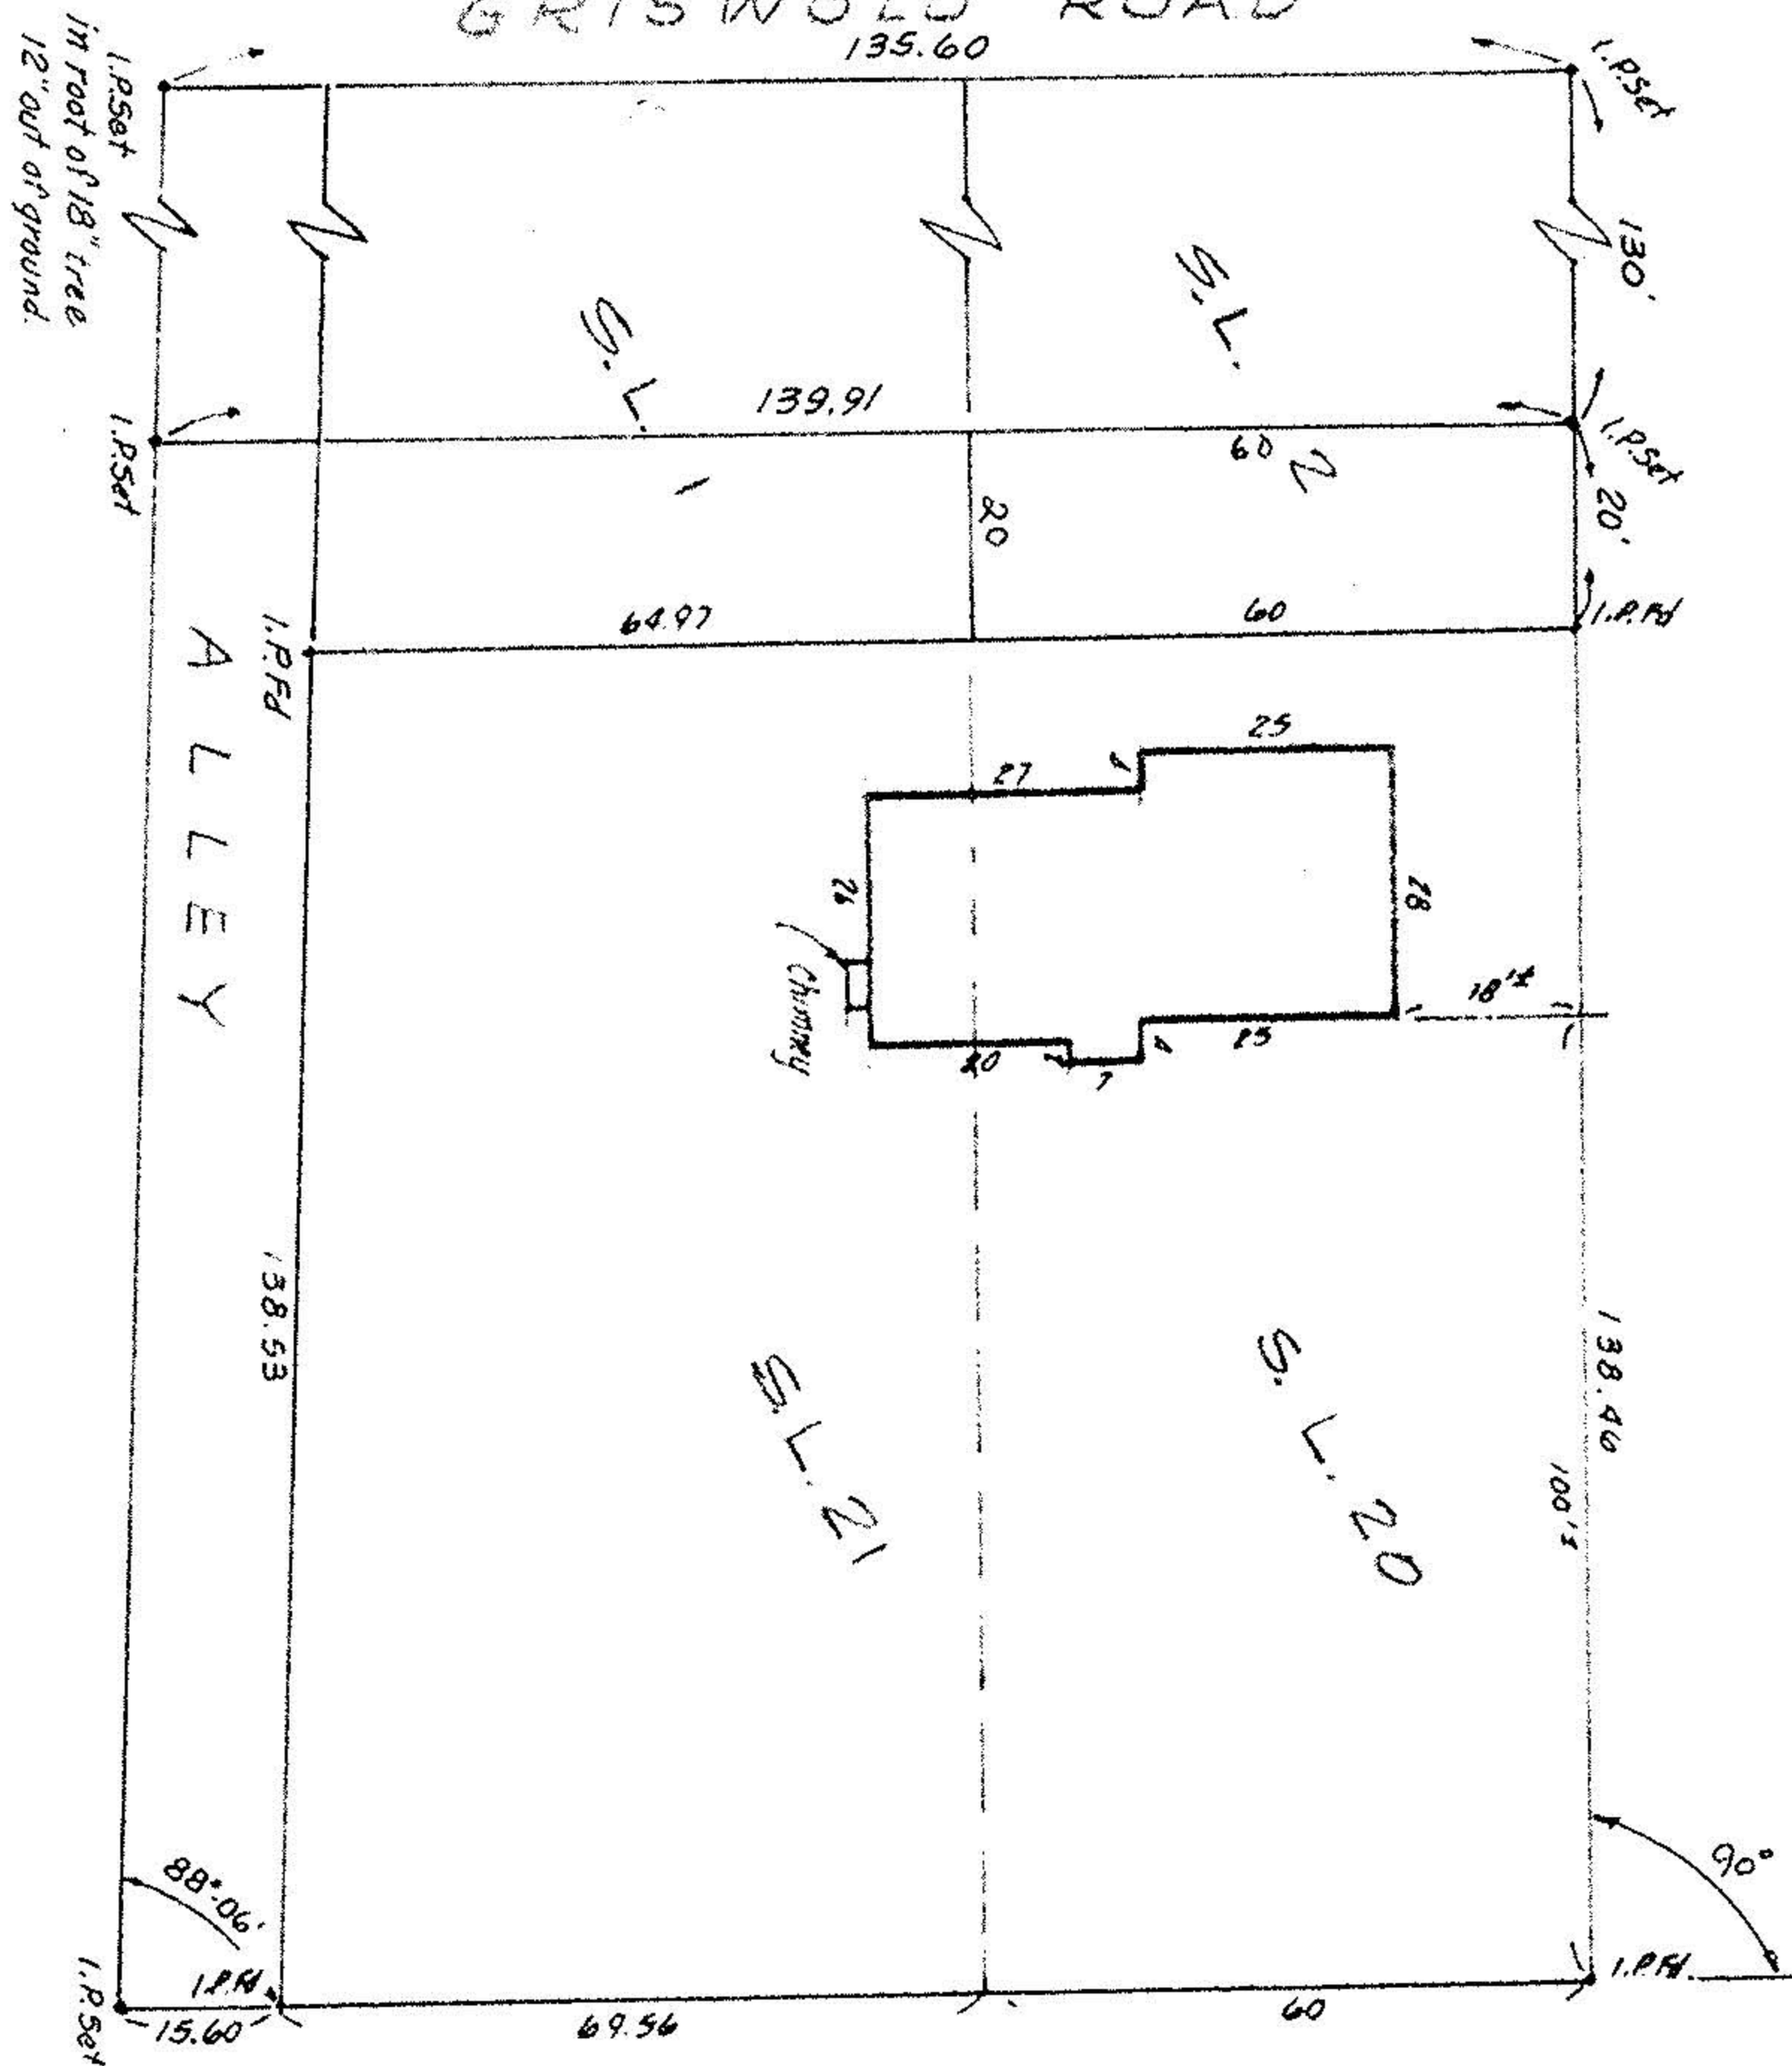 GRISWOLD ROAD
135.60
I.P.Set
in root of 18" tree
12" out of ground.
I.P.Set
130'
S.L. 1
S.L. 2
139.91
60
I.P.Set
I.P.Set
20'
20
64.97
60
I.P.Fd
I.P.Fd
ALLEY
25
4
27
26
28
Chimney
18'±
25
4
7
2
20
138.53
138.46
100'±
S.L. 21
S.L. 20
88°-06'
90°
I.P.Set
I.P.Fd
I.P.Fd.
15.60
69.56
60